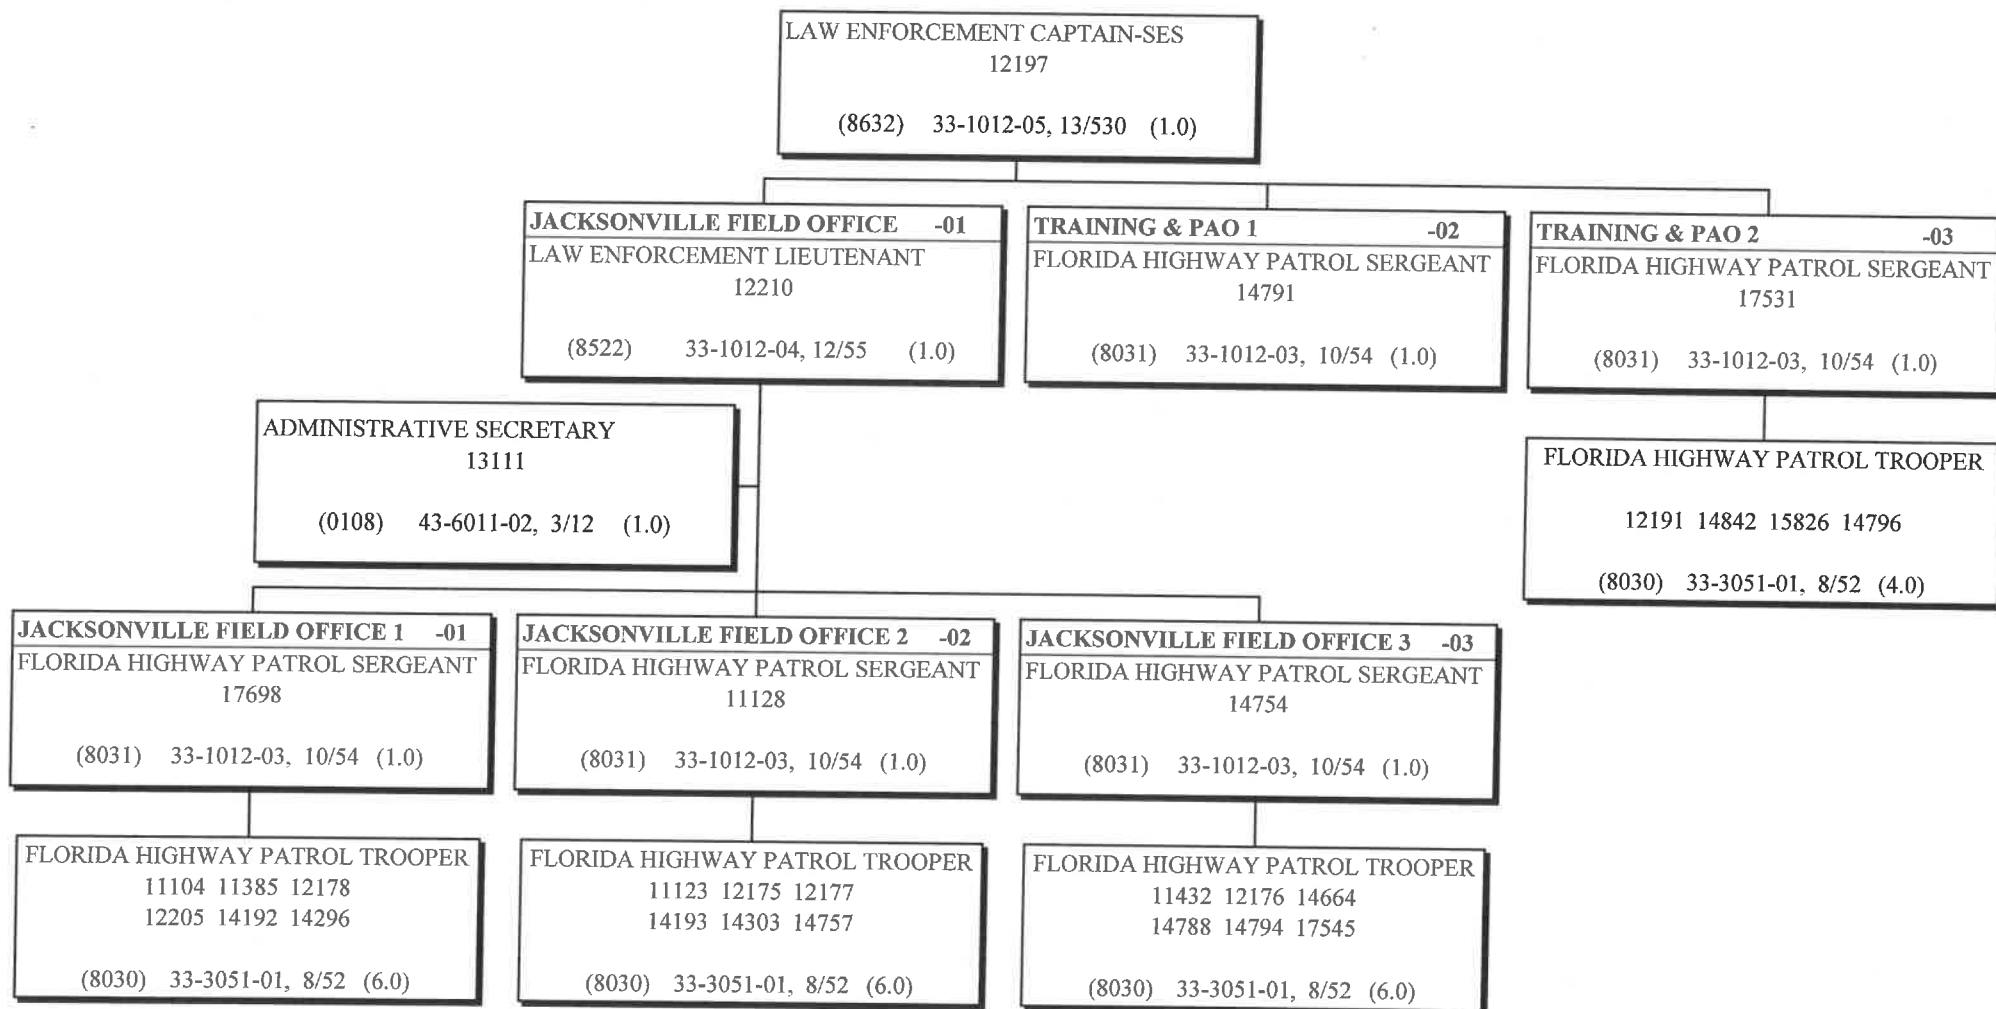 LAW ENFORCEMENT CAPTAIN-SES
12197
(8632) 33-1012-05, 13/530 (1.0)
JACKSONVILLE FIELD OFFICE -01
LAW ENFORCEMENT LIEUTENANT
12210
(8522) 33-1012-04, 12/55 (1.0)
TRAINING & PAO 1 -02
FLORIDA HIGHWAY PATROL SERGEANT
14791
(8031) 33-1012-03, 10/54 (1.0)
TRAINING & PAO 2 -03
FLORIDA HIGHWAY PATROL SERGEANT
17531
(8031) 33-1012-03, 10/54 (1.0)
ADMINISTRATIVE SECRETARY
13111
(0108) 43-6011-02, 3/12 (1.0)
FLORIDA HIGHWAY PATROL TROOPER
12191 14842 15826 14796
(8030) 33-3051-01, 8/52 (4.0)
JACKSONVILLE FIELD OFFICE 1 -01
FLORIDA HIGHWAY PATROL SERGEANT
17698
(8031) 33-1012-03, 10/54 (1.0)
JACKSONVILLE FIELD OFFICE 2 -02
FLORIDA HIGHWAY PATROL SERGEANT
11128
(8031) 33-1012-03, 10/54 (1.0)
JACKSONVILLE FIELD OFFICE 3 -03
FLORIDA HIGHWAY PATROL SERGEANT
14754
(8031) 33-1012-03, 10/54 (1.0)
FLORIDA HIGHWAY PATROL TROOPER
11104 11385 12178
12205 14192 14296
(8030) 33-3051-01, 8/52 (6.0)
FLORIDA HIGHWAY PATROL TROOPER
11123 12175 12177
14193 14303 14757
(8030) 33-3051-01, 8/52 (6.0)
FLORIDA HIGHWAY PATROL TROOPER
11432 12176 14664
14788 14794 17545
(8030) 33-3051-01, 8/52 (6.0)